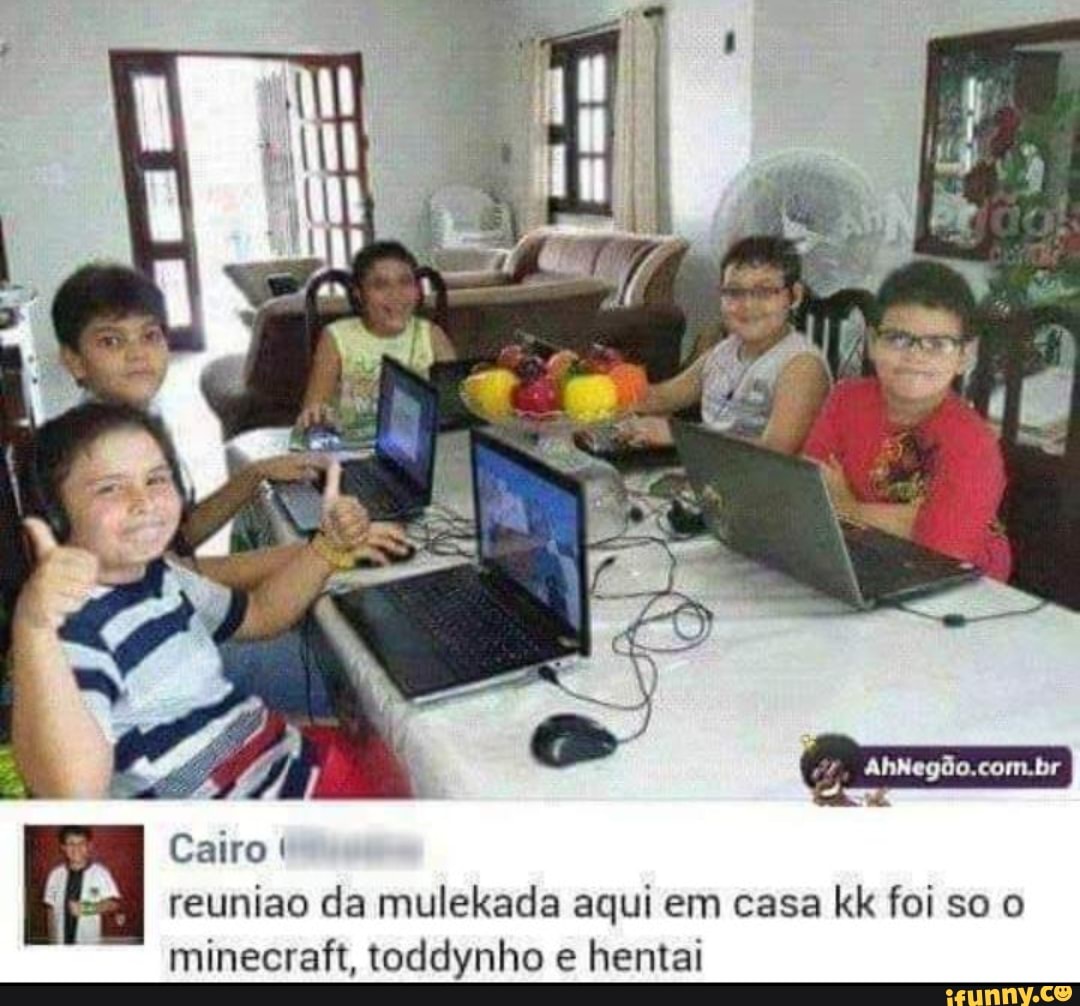 AhNegão.com.br
Cairo
reuniao da mulekada aqui em casa kk foi so o
minecraft, toddynho e hentai
ifunny.co